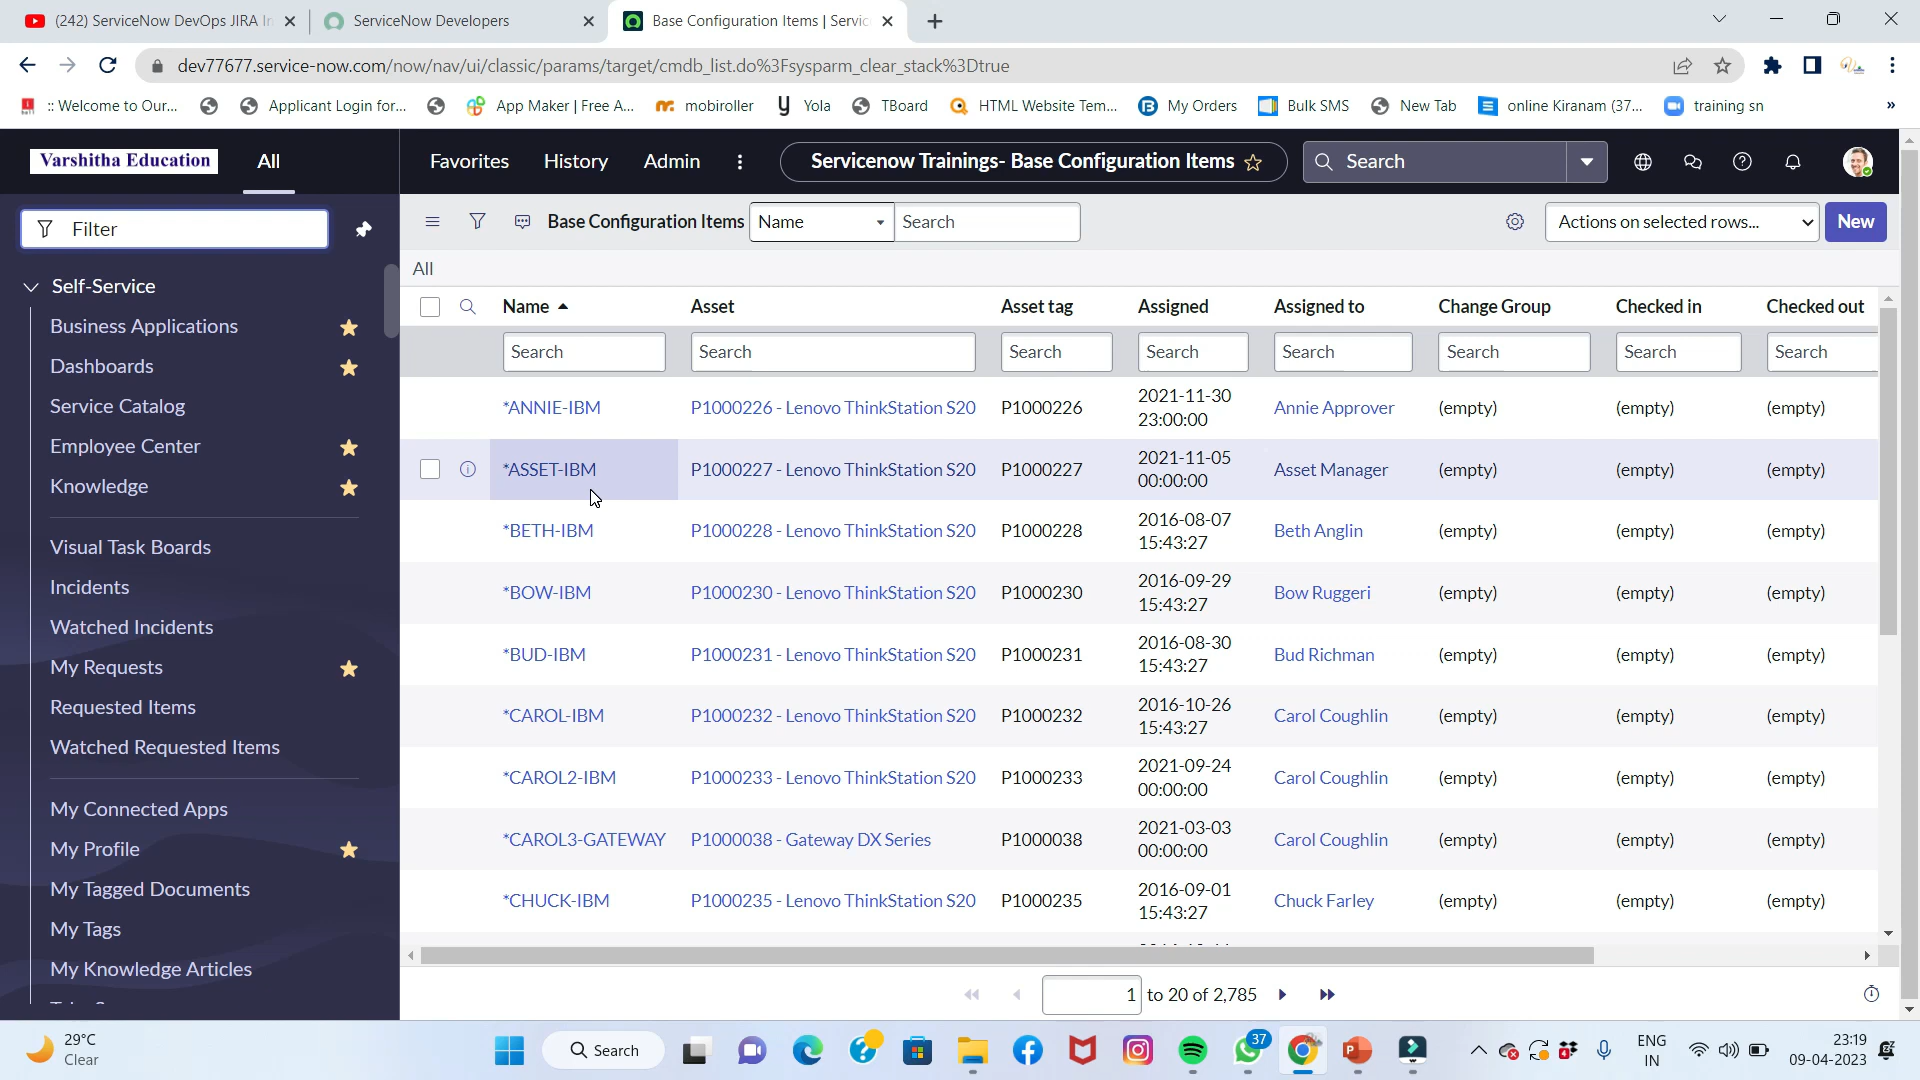 (242) ServiceNow DevOps JIRA In
ServiceNow Developers
Base Configuration Items | Servic
dev77677.service-now.com/now/nav/ui/classic/params/target/cmdb_list.do%3Fsysparm_clear_stack%3Dtrue
:: Welcome to Our...
Applicant Login for...
App Maker | Free A...
mobiroller
Yola
TBoard
HTML Website Tem...
My Orders
Bulk SMS
New Tab
online Kiranam (37...
training sn
»
Varshitha Education
All
Favorites
History
Admin
Servicenow Trainings- Base Configuration Items
Search
Filter
Base Configuration Items
Name
Search
Actions on selected rows...
New
Self-Service
Business Applications
Dashboards
Service Catalog
Employee Center
Knowledge
Visual Task Boards
Incidents
Watched Incidents
My Requests
Requested Items
Watched Requested Items
My Connected Apps
My Profile
My Tagged Documents
My Tags
My Knowledge Articles
All
Name Asset Asset tag Assigned Assigned to Change Group Checked in Checked out
Search Search Search Search Search Search Search Search
*ANNIE-IBM P1000226 - Lenovo ThinkStation S20 P1000226 2021-11-30 23:00:00 Annie Approver (empty) (empty) (empty)
*ASSET-IBM P1000227 - Lenovo ThinkStation S20 P1000227 2021-11-05 00:00:00 Asset Manager (empty) (empty) (empty)
*BETH-IBM P1000228 - Lenovo ThinkStation S20 P1000228 2016-08-07 15:43:27 Beth Anglin (empty) (empty) (empty)
*BOW-IBM P1000230 - Lenovo ThinkStation S20 P1000230 2016-09-29 15:43:27 Bow Ruggeri (empty) (empty) (empty)
*BUD-IBM P1000231 - Lenovo ThinkStation S20 P1000231 2016-08-30 15:43:27 Bud Richman (empty) (empty) (empty)
*CAROL-IBM P1000232 - Lenovo ThinkStation S20 P1000232 2016-10-26 15:43:27 Carol Coughlin (empty) (empty) (empty)
*CAROL2-IBM P1000233 - Lenovo ThinkStation S20 P1000233 2021-09-24 00:00:00 Carol Coughlin (empty) (empty) (empty)
*CAROL3-GATEWAY P1000038 - Gateway DX Series P1000038 2021-03-03 00:00:00 Carol Coughlin (empty) (empty) (empty)
*CHUCK-IBM P1000235 - Lenovo ThinkStation S20 P1000235 2016-09-01 15:43:27 Chuck Farley (empty) (empty) (empty)
1 to 20 of 2,785
29°C
Clear
Search
37
4
ENG
IN
23:19
09-04-2023